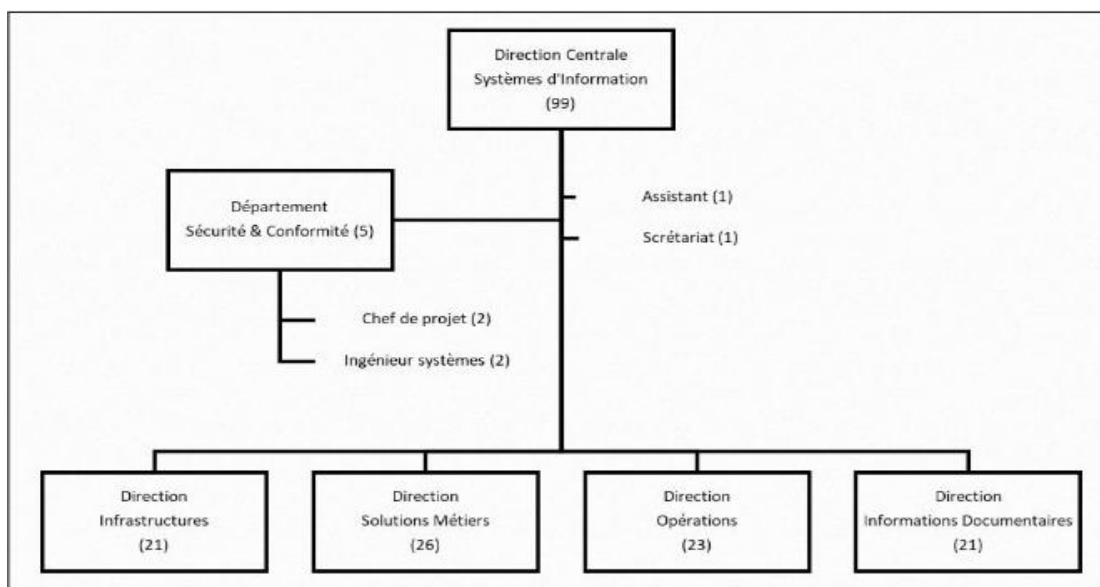 Direction Centrale
Systèmes d'Information
(99)
Assistant (1)
Département
Sécurité & Conformité (5)
Scrétariat (1)
Chef de projet (2)
Ingénieur systèmes (2)
Direction
Infrastructures
(21)
Direction
Solutions Métiers
(26)
Direction
Opérations
(23)
Direction
Informations Documentaires
(21)